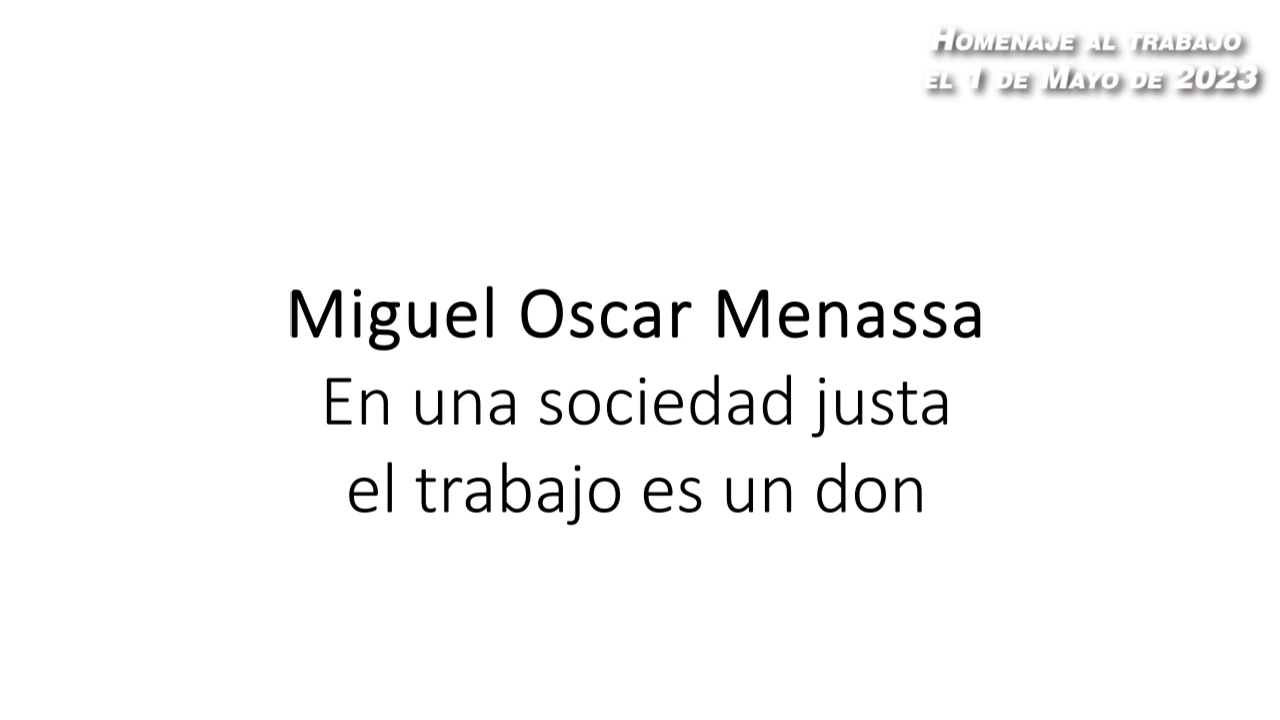 HOMENAJE AL TRABAJO
EL 1 DE MAYO DE 2023
Miguel Oscar Menassa
En una sociedad justa
el trabajo es un don